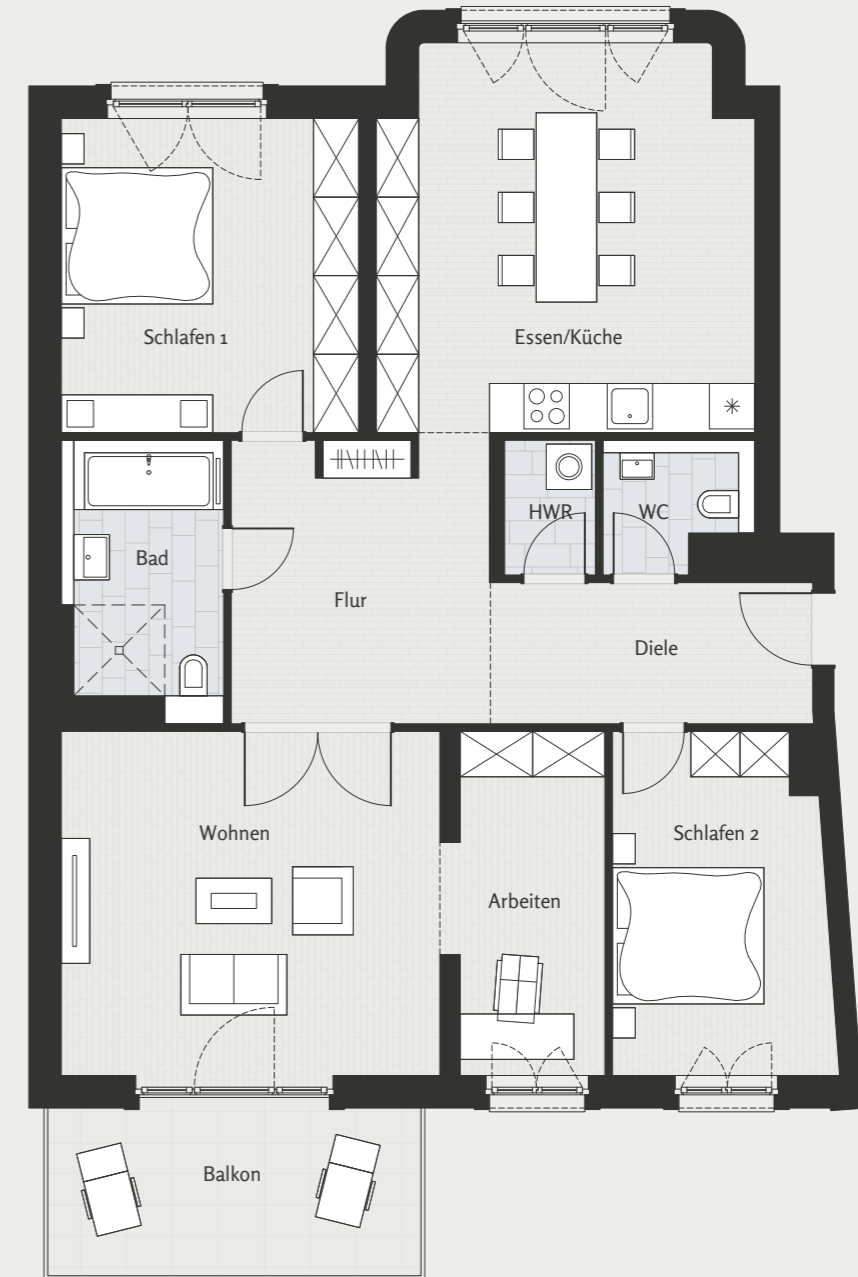 Schlafen 1
Essen/Küche
HWR
WC
Bad
Flur
Diele
Wohnen
Schlafen 2
Arbeiten
Balkon